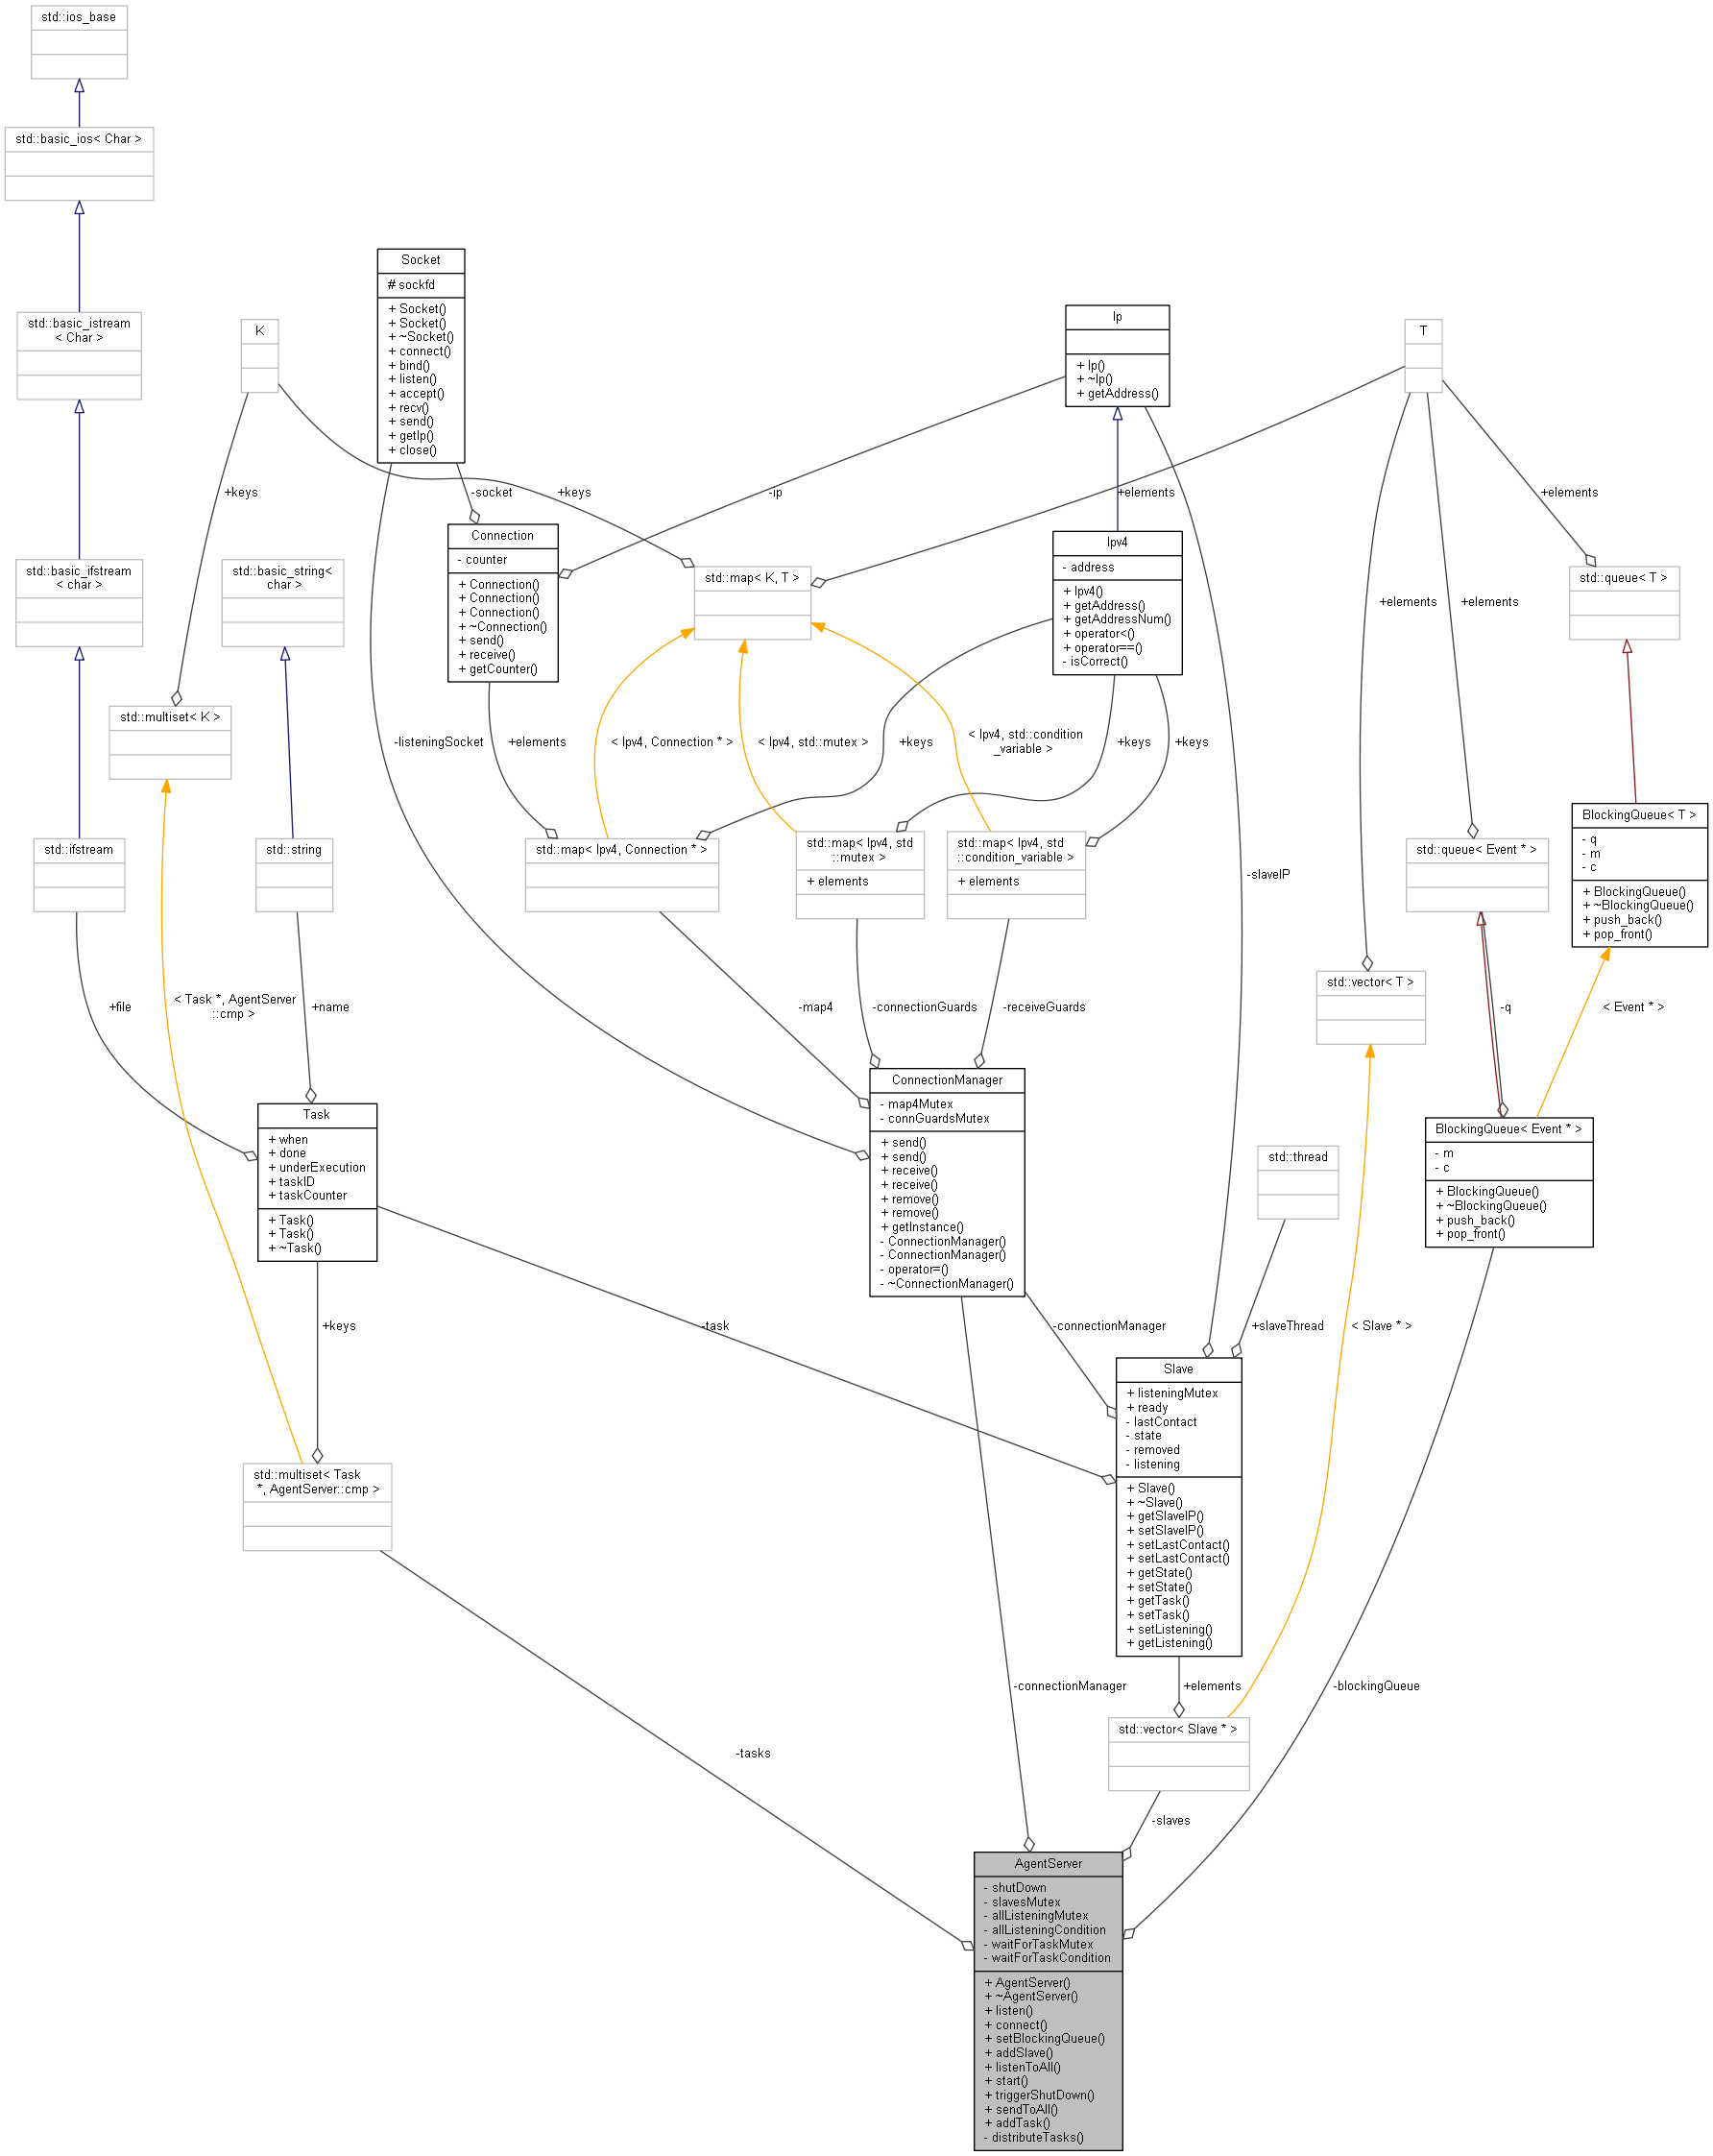 std::ios_base
std::basic_ios< Char >
std::basic_istream
< Char >
std::basic_ifstream
< char >
std::ifstream
+file
K
+keys
+keys
std::multiset< K >
< Task *, AgentServer
::cmp >
std::basic_string<
char >
std::string
+name
Socket
# sockfd
+ Socket()
+ Socket()
+ ~Socket()
+ connect()
+ bind()
+ listen()
+ accept()
+ recv()
+ send()
+ getIp()
+ close()
-socket
-listeningSocket
Connection
- counter
+ Connection()
+ Connection()
+ Connection()
+ ~Connection()
+ send()
+ receive()
+ getCounter()
+elements
-ip
std::map< K, T >
< Ipv4, Connection * >
< Ipv4, std::mutex >
< Ipv4, std::condition
_variable >
Ip
+ Ip()
+ ~Ip()
+ getAddress()
+elements
Ipv4
- address
+ Ipv4()
+ getAddress()
+ getAddressNum()
+ operator<()
+ operator==()
- isCorrect()
+keys
+keys
+keys
-slaveIP
T
+elements
+elements
+elements
std::queue< T >
std::map< Ipv4, Connection * >
std::map< Ipv4, std
::mutex >
+ elements
std::map< Ipv4, std
::condition_variable >
+ elements
-map4
-connectionGuards
-receiveGuards
std::vector< T >
std::queue< Event * >
-q
BlockingQueue< T >
- q
- m
- c
+ BlockingQueue()
+ ~BlockingQueue()
+ push_back()
+ pop_front()
< Event * >
Task
+ when
+ done
+ underExecution
+ taskID
+ taskCounter
+ Task()
+ Task()
+ ~Task()
+keys
-task
ConnectionManager
- map4Mutex
- connGuardsMutex
+ send()
+ send()
+ receive()
+ receive()
+ remove()
+ remove()
+ getInstance()
- ConnectionManager()
- ConnectionManager()
- operator=()
- ~ConnectionManager()
-connectionManager
std::thread
+slaveThread
< Slave * >
BlockingQueue< Event * >
- m
- c
+ BlockingQueue()
+ ~BlockingQueue()
+ push_back()
+ pop_front()
Slave
+ listeningMutex
+ ready
- lastContact
- state
- removed
- listening
+ Slave()
+ ~Slave()
+ getSlaveIP()
+ setSlaveIP()
+ setLastContact()
+ setLastContact()
+ getState()
+ setState()
+ getTask()
+ setTask()
+ setListening()
+ getListening()
std::multiset< Task
*, AgentServer::cmp >
-tasks
-connectionManager
+elements
-blockingQueue
std::vector< Slave * >
-slaves
AgentServer
- shutDown
- slavesMutex
- allListeningMutex
- allListeningCondition
- waitForTaskMutex
- waitForTaskCondition
+ AgentServer()
+ ~AgentServer()
+ listen()
+ connect()
+ setBlockingQueue()
+ addSlave()
+ listenToAll()
+ start()
+ triggerShutDown()
+ sendToAll()
+ addTask()
- distributeTasks()